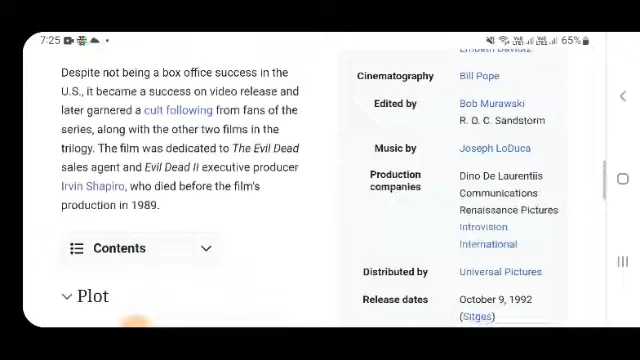 7:25
65%
Despite not being a box office success in the
U.S., it became a success on video release and
later garnered a cult following from fans of the
series, along with the other two films in the
trilogy. The film was dedicated to The Evil Dead
sales agent and Evil Dead II executive producer
Irvin Shapiro, who died before the film's
production in 1989.
Contents
Plot
Embeth Davidtz
Cinematography Bill Pope
Edited by Bob Murawski
R. O. C. Sandstorm
Music by Joseph LoDuca
Production Dino De Laurentiis
companies Communications
Renaissance Pictures
Introvision
International
Distributed by Universal Pictures
Release dates October 9, 1992
(Sitges)